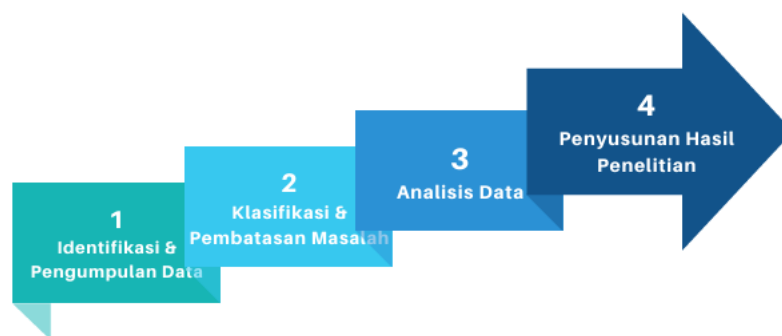 1
Identifikasi &
Pengumpulan Data
2
Klasifikasi &
Pembatasan Masalah
3
Analisis Data
4
Penyusunan Hasil
Penelitian